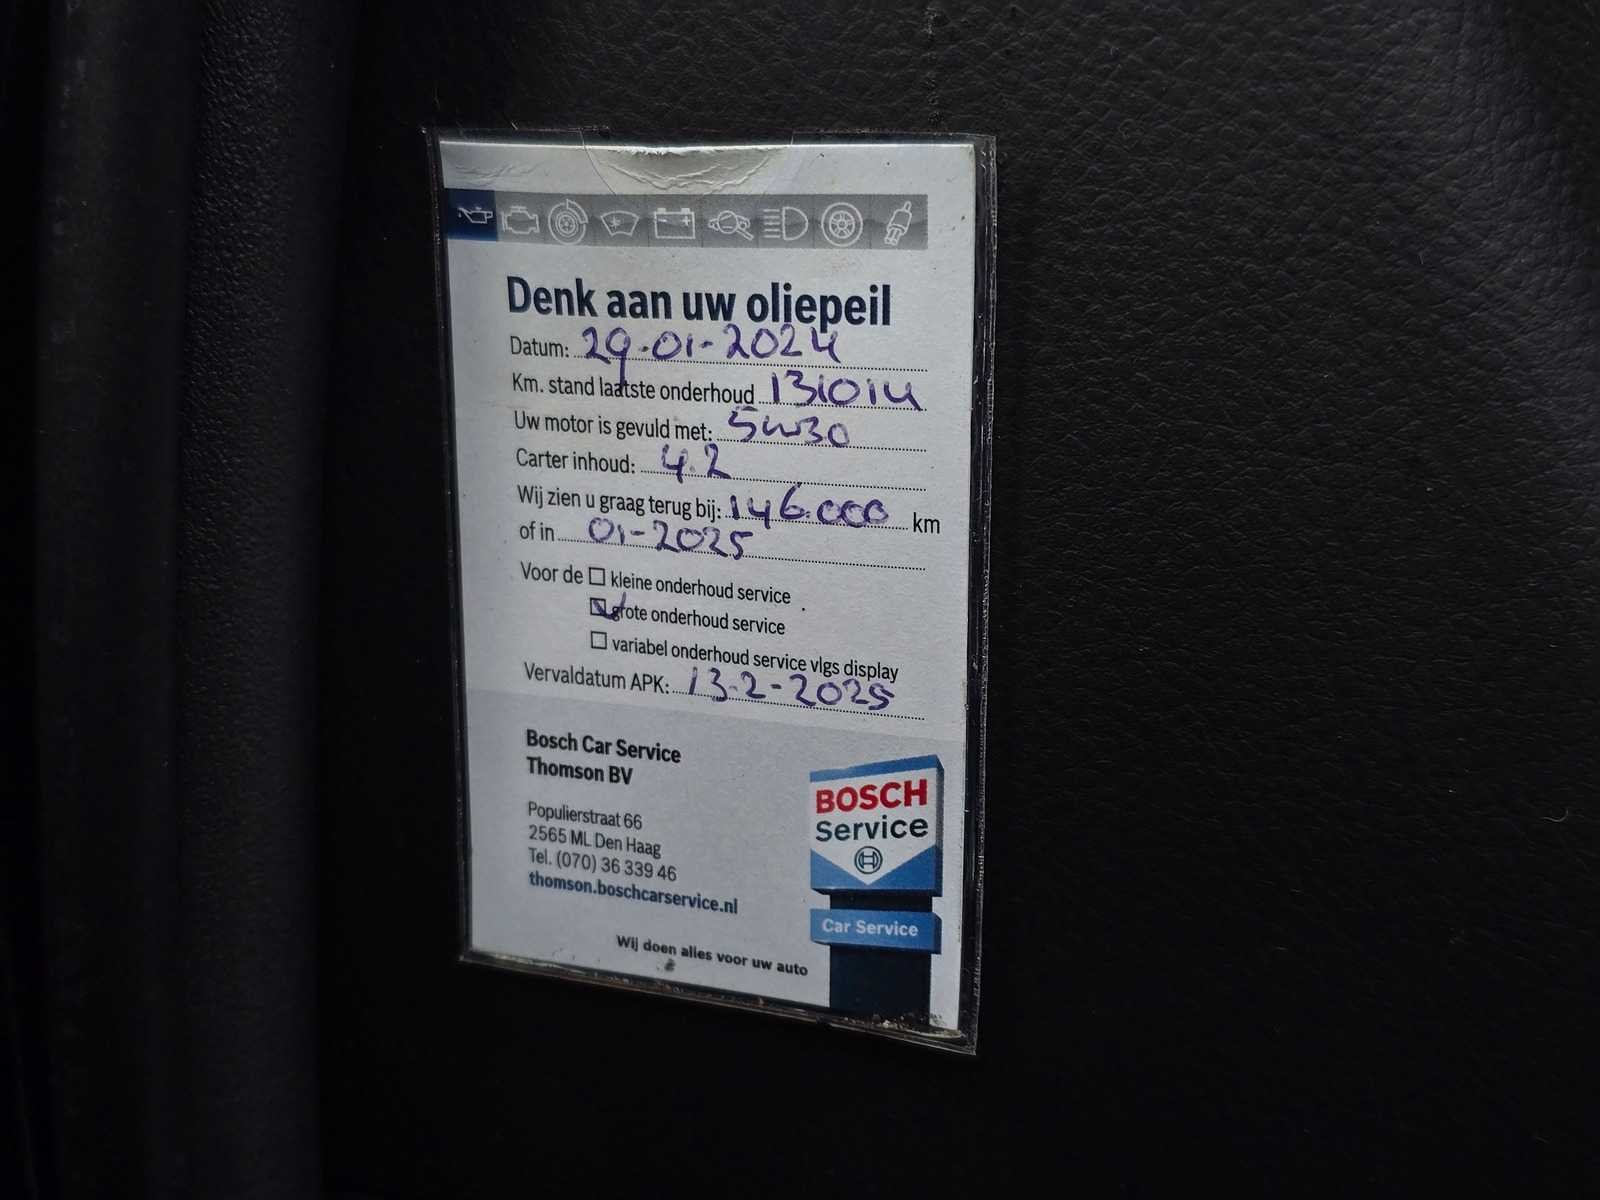 Denk aan uw oliepeil
Datum: 29-01-2024
Km. stand laatste onderhoud 131014
Uw motor is gevuld met: 5w30
Carter inhoud: 4.2
Wij zien u graag terug bij: 146.000 km
of in 01-2025
Voor de kleine onderhoud service
grote onderhoud service
variabel onderhoud service vlgs display
Vervaldatum APK: 13-2-2025
Bosch Car Service
Thomson BV
Populierstraat 66
2565 ML Den Haag
Tel. (070) 36 339 46
thomson.boschcarservice.nl
Wij doen alles voor uw auto
BOSCH
Service
Car Service